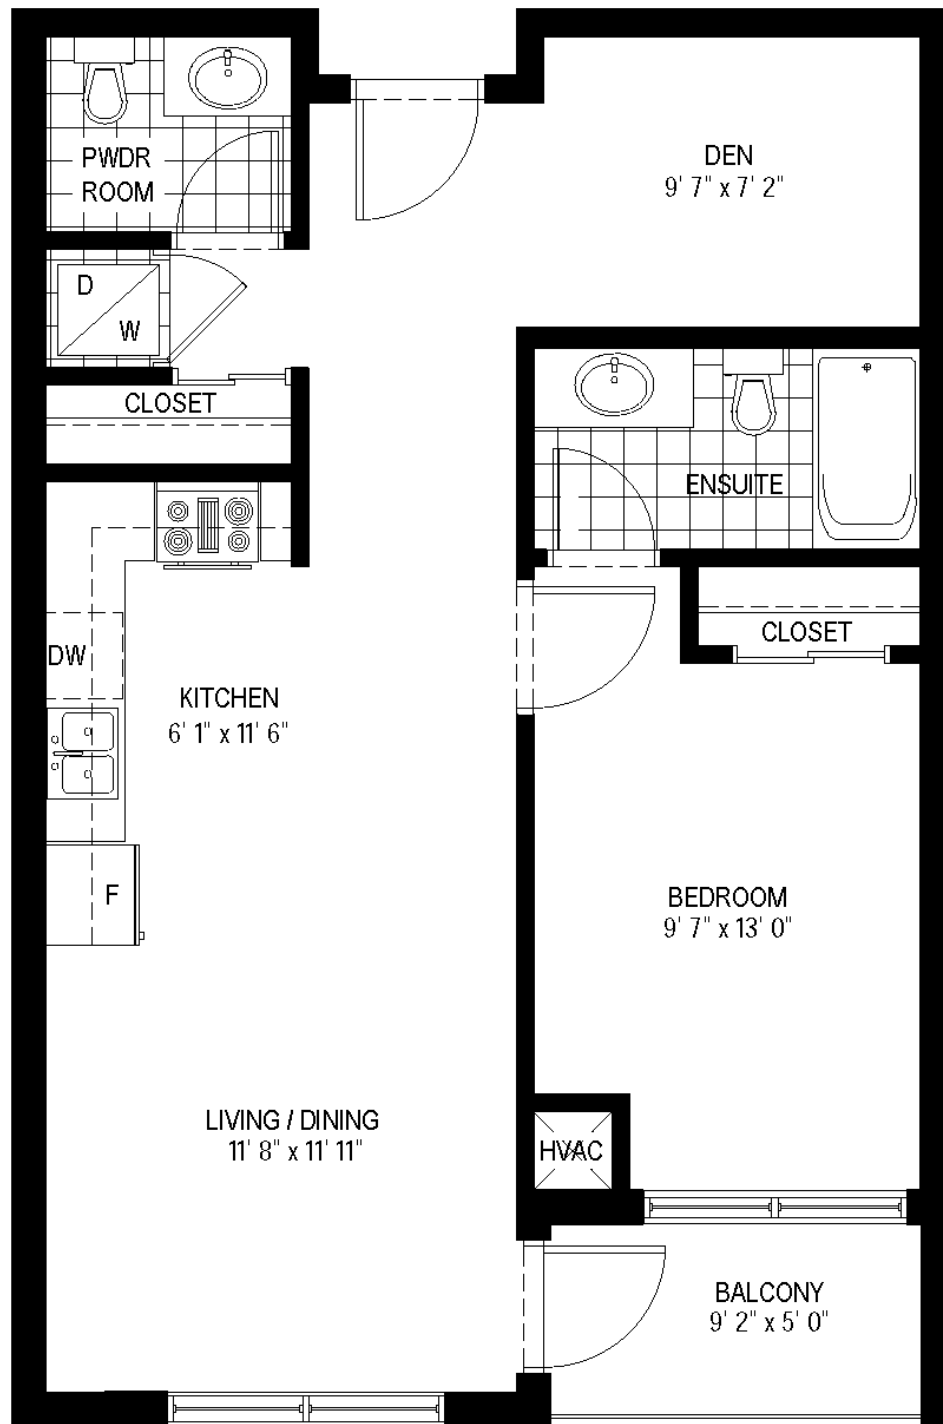 PWDR
ROOM
DEN
9' 7" x 7' 2"
D
W
CLOSET
ENSUITE
CLOSET
DW
KITCHEN
6' 1" x 11' 6"
F
BEDROOM
9' 7" x 13' 0"
LIVING / DINING
11' 8" x 11' 11"
HVAC
BALCONY
9' 2" x 5' 0"